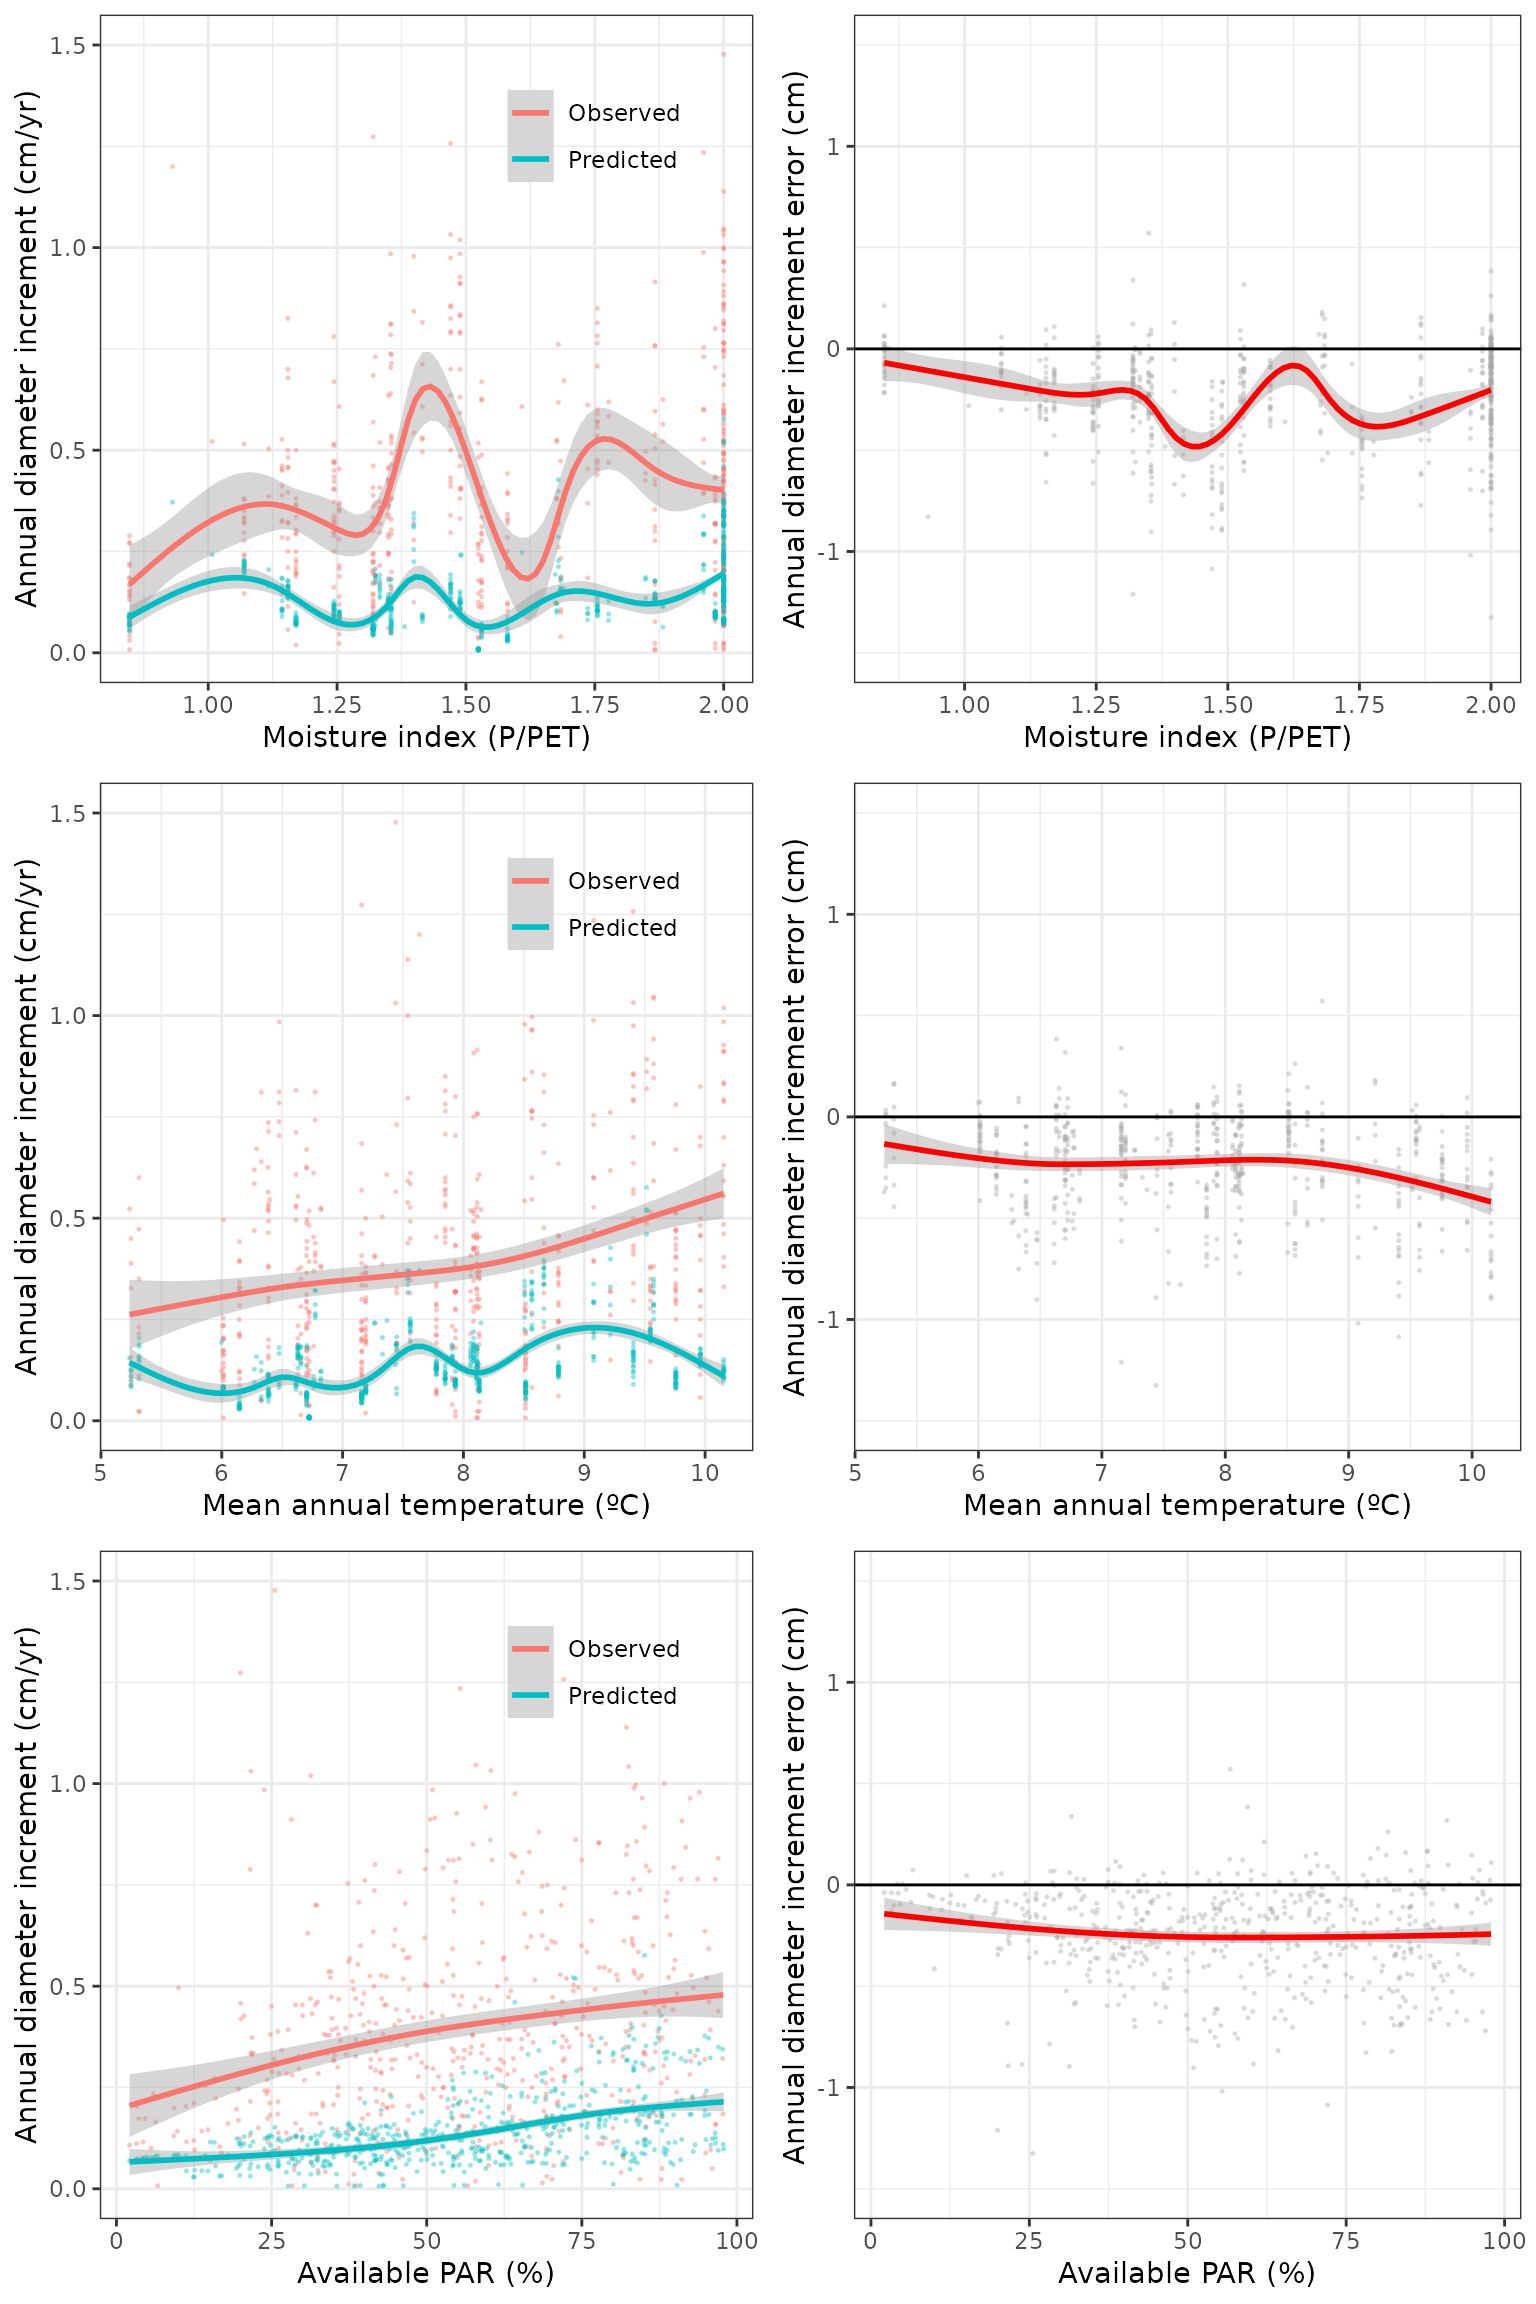 Annual diameter increment (cm/yr)
1.5
1.0
0.5
0.0
Observed
Predicted
1.00 1.25 1.50 1.75 2.00
Moisture index (P/PET)
Annual diameter increment error (cm)
1
0
-1
1.00 1.25 1.50 1.75 2.00
Moisture index (P/PET)
Annual diameter increment (cm/yr)
1.5
1.0
0.5
0.0
Observed
Predicted
5 6 7 8 9 10
Mean annual temperature (ºC)
Annual diameter increment error (cm)
1
0
-1
5 6 7 8 9 10
Mean annual temperature (ºC)
Annual diameter increment (cm/yr)
1.5
1.0
0.5
0.0
Observed
Predicted
0 25 50 75 100
Available PAR (%)
Annual diameter increment error (cm)
1
0
-1
0 25 50 75 100
Available PAR (%)